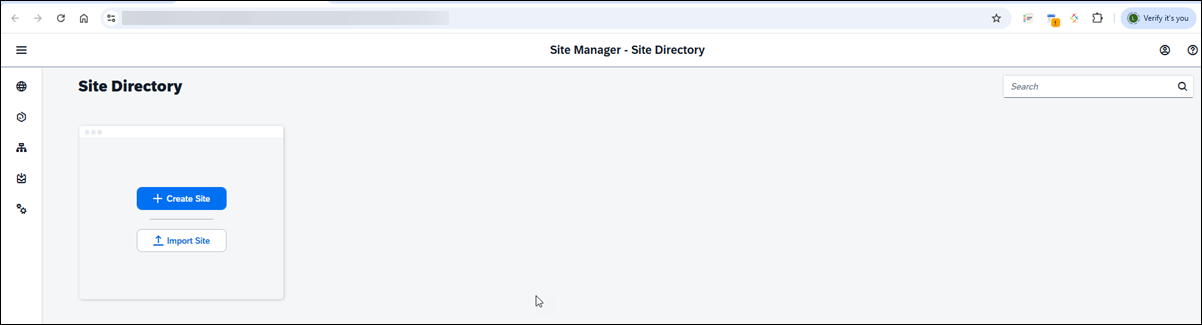 Verify it's you
Site Manager - Site Directory
Site Directory
Search
Create Site
Import Site